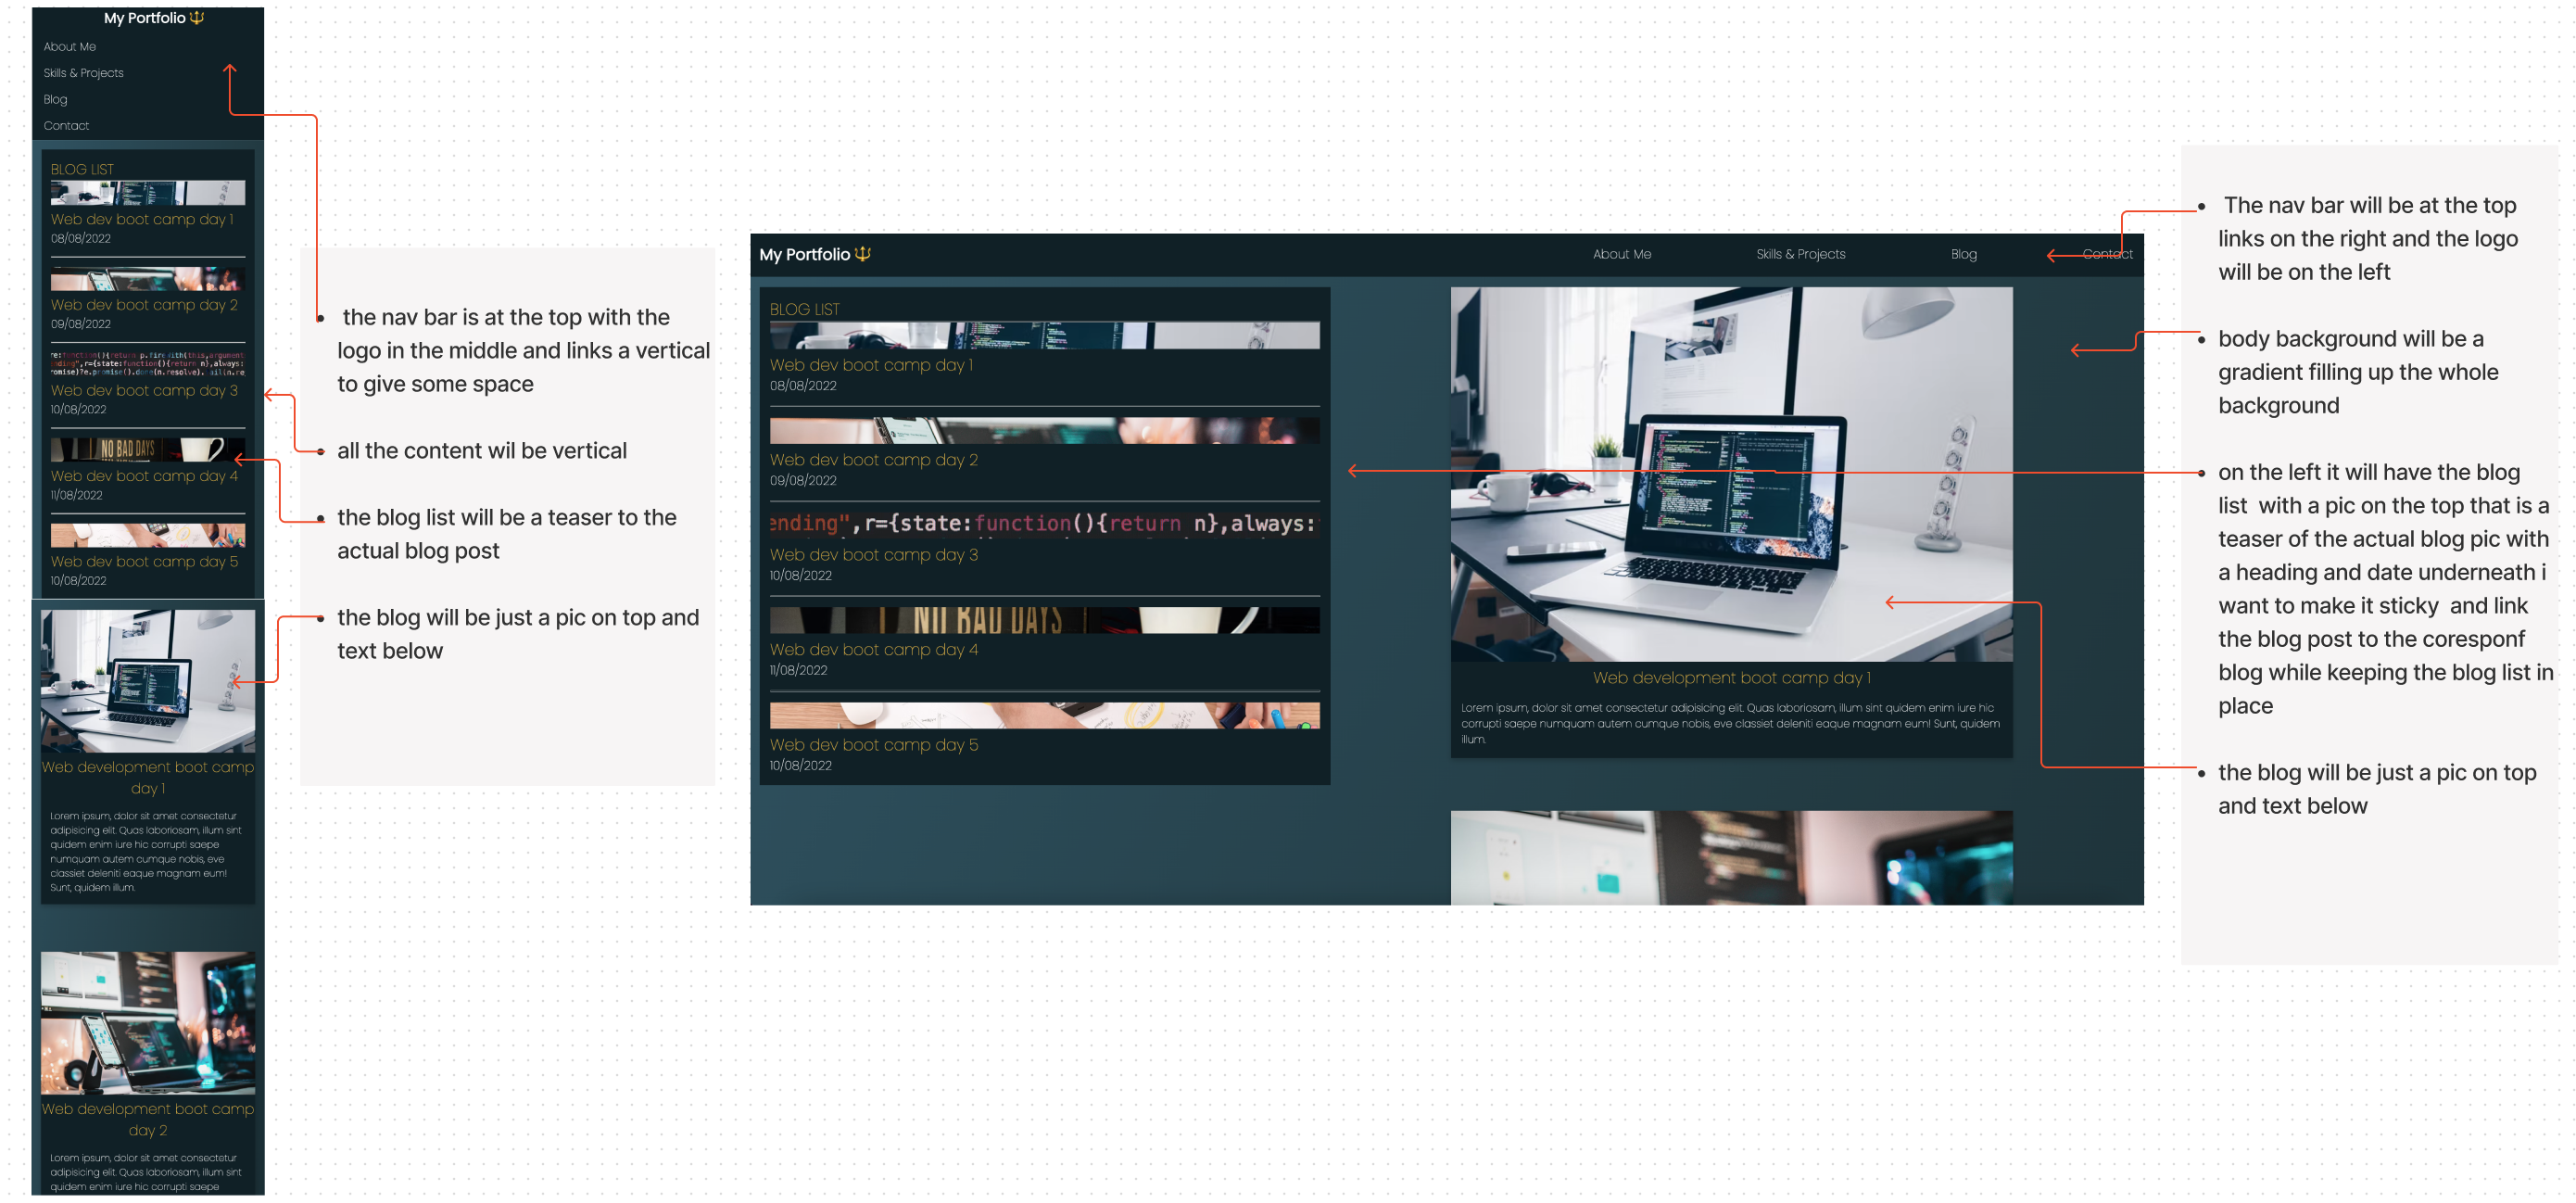 My Portfolio 🔱
About Me
Skills & Projects
Blog
Contact
BLOG LIST
Web dev boot camp day 1
08/08/2022
Web dev boot camp day 2
09/08/2022
Web dev boot camp day 3
10/08/2022
NO BAD DAYS
Web dev boot camp day 4
11/08/2022
Web dev boot camp day 5
10/08/2022
Web development boot camp
day 1
Lorem ipsum, dolor sit amet consectetur
adipisicing elit. Quas laboriosam, illum sint
quidem enim iure hic corrupti saepe
numquam autem cumque nobis, eve
classiet deleniti eaque magnam eum!
Sunt, quidem illum.
Web development boot camp
day 2
Lorem ipsum, dolor sit amet consectetur
adipisicing elit. Quas laboriosam, illum sint
quidem enim iure hic corrupti saepe
the nav bar is at the top with the
logo in the middle and links a vertical
to give some space
all the content wil be vertical
the blog list will be a teaser to the
actual blog post
the blog will be just a pic on top and
text below
My Portfolio 🔱
About Me
Skills & Projects
Blog
Contact
BLOG LIST
Web dev boot camp day 1
08/08/2022
Web dev boot camp day 2
09/08/2022
ending",r={state:function(){return n},always:
Web dev boot camp day 3
10/08/2022
NO BAD DAYS
Web dev boot camp day 4
11/08/2022
Web dev boot camp day 5
10/08/2022
Web development boot camp day 1
Lorem ipsum, dolor sit amet consectetur adipisicing elit. Quas laboriosam, illum sint quidem enim iure hic
corrupti saepe numquam autem cumque nobis, eve classiet deleniti eaque magnam eum! Sunt, quidem
illum.
The nav bar will be at the top
links on the right and the logo
will be on the left
body background will be a
gradient filling up the whole
background
on the left it will have the blog
list with a pic on the top that is a
teaser of the actual blog pic with
a heading and date underneath i
want to make it sticky and link
the blog post to the coresponf
blog while keeping the blog list in
place
the blog will be just a pic on top
and text below